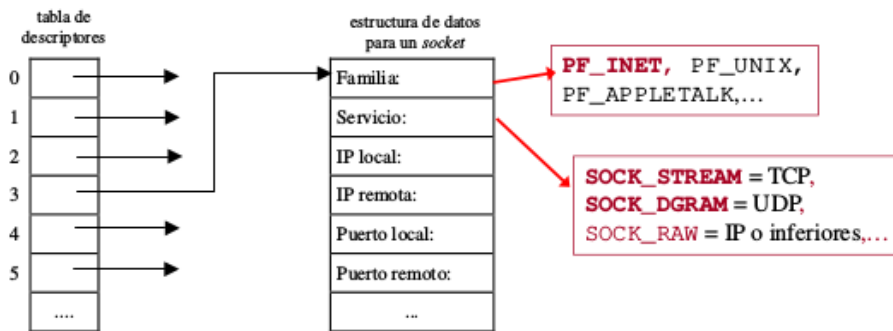 tabla de
descriptores
0
1
2
3
4
5
....
estructura de datos
para un socket
Familia:
Servicio:
IP local:
IP remota:
Puerto local:
Puerto remoto:
...
PF_INET, PF_UNIX,
PF_APPLETALK,...
SOCK_STREAM = TCP,
SOCK_DGRAM = UDP,
SOCK_RAW = IP o inferiores,...